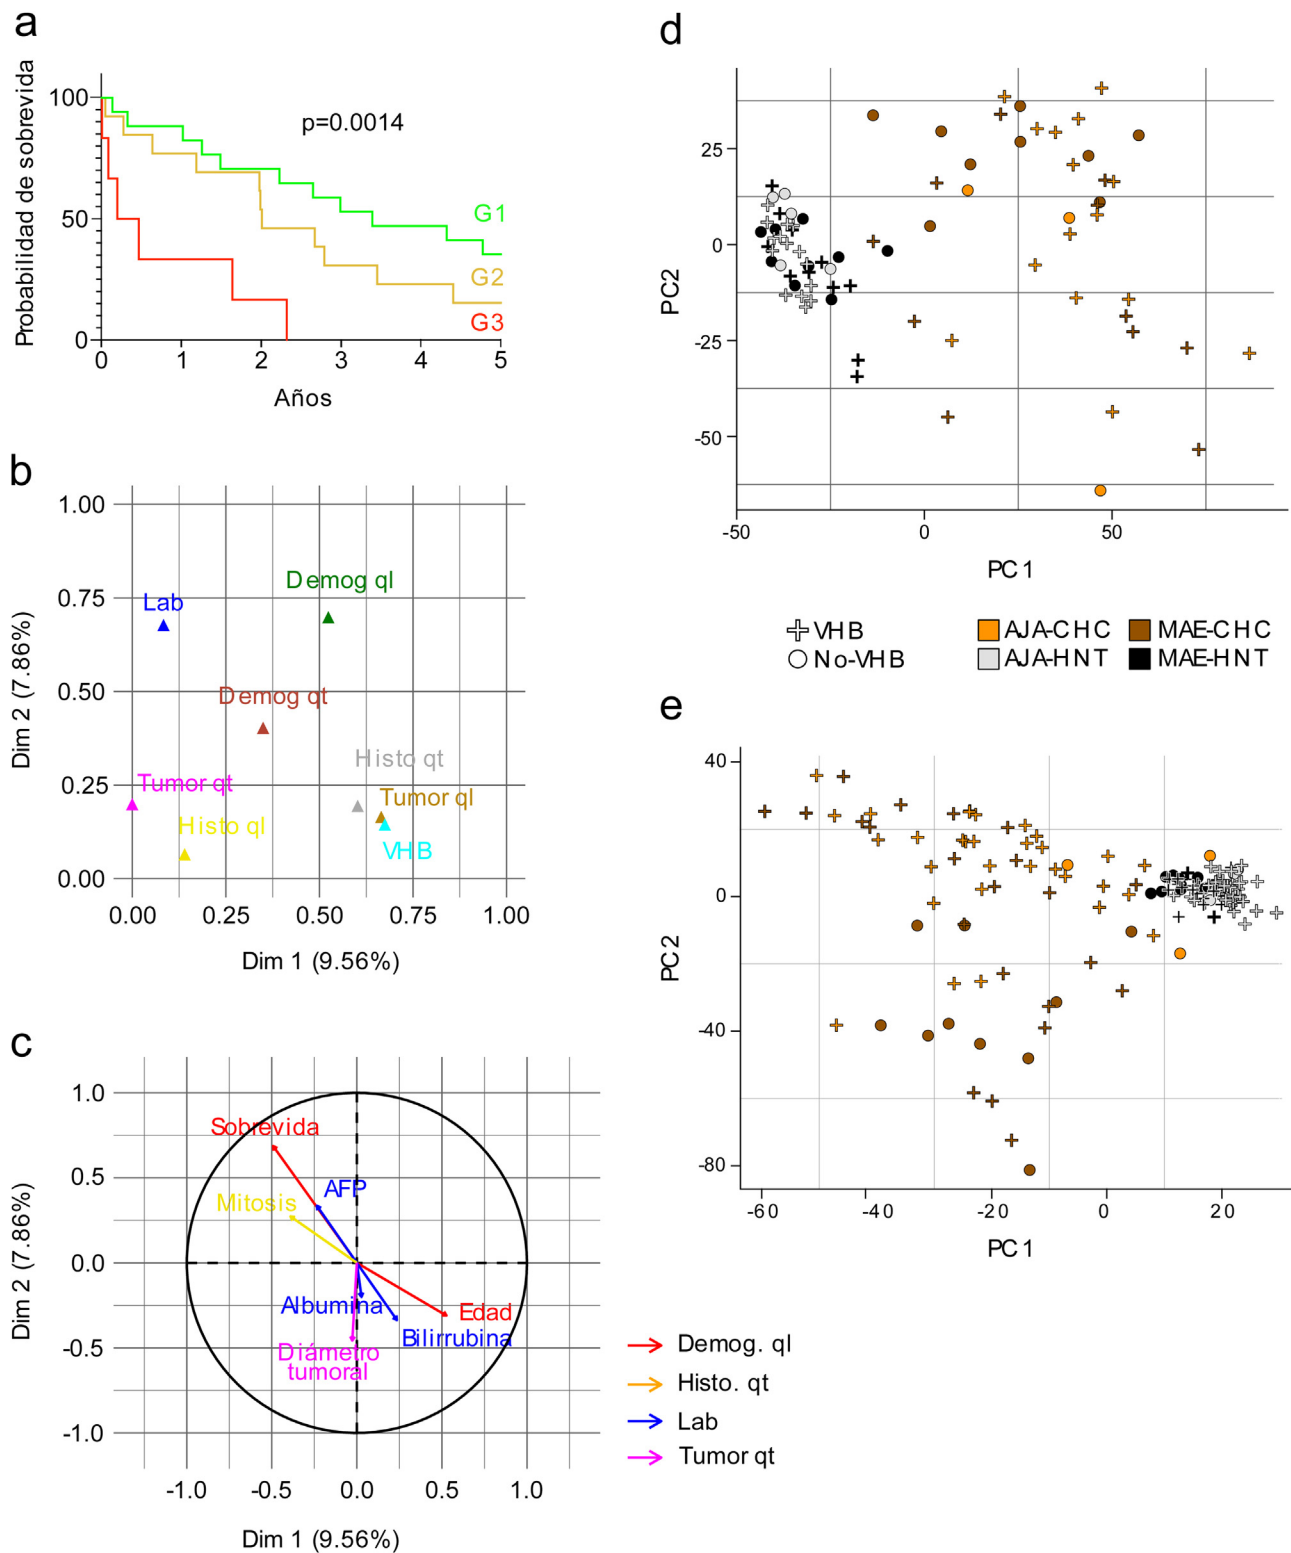 a
Probabilidad de sobrevida
100
50
0
p=0.0014
G1
G2
G3
0 1 2 3 4 5
Años
b
Dim 2 (7.86%)
1.00
0.75
0.50
0.25
0.00
Demog ql
Lab
Demog qt
Histo qt
Tumor qt
Tumor ql
Histo ql
VHB
0.00 0.25 0.50 0.75 1.00
Dim 1 (9.56%)
c
Dim 2 (7.86%)
1.0
0.5
0.0
-0.5
-1.0
Sobrevida
AFP
Mitosis
Albumina
Edad
Bilirrubina
Diámetro
tumoral
-1.0 -0.5 0.0 0.5 1.0
Dim 1 (9.56%)
Demog. ql
Histo. qt
Lab
Tumor qt
d
PC2
25
0
-25
-50
-50 0 50
PC1
VHB
No-VHB
AJA-CHC
AJA-HNT
MAE-CHC
MAE-HNT
e
PC2
40
0
-40
-80
-60 -40 -20 0 20
PC1